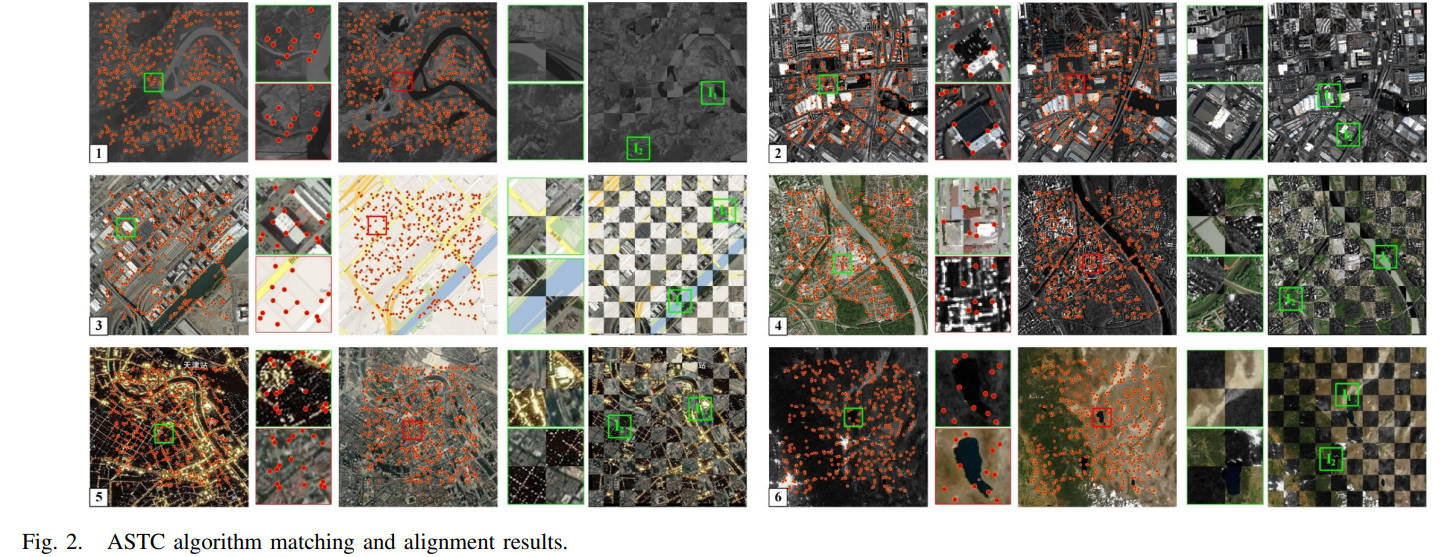 I₁
I₂
1
I₁
I₂
2
I₁
I₂
3
I₁
I₂
4
天津站
站
I₁
I₂
5
I₁
I₂
6
Fig. 2. ASTC algorithm matching and alignment results.